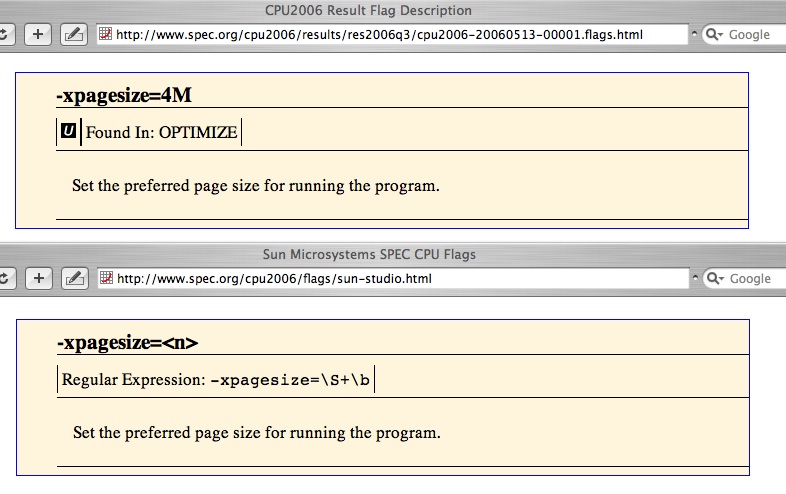 CPU2006 Result Flag Description
+ http://www.spec.org/cpu2006/results/res2006q3/cpu2006-20060513-00001.flags.html Google
-xpagesize=4M
U Found In: OPTIMIZE
Set the preferred page size for running the program.
Sun Microsystems SPEC CPU Flags
+ http://www.spec.org/cpu2006/flags/sun-studio.html Google
-xpagesize=<n>
Regular Expression: -xpagesize=\S+\b
Set the preferred page size for running the program.